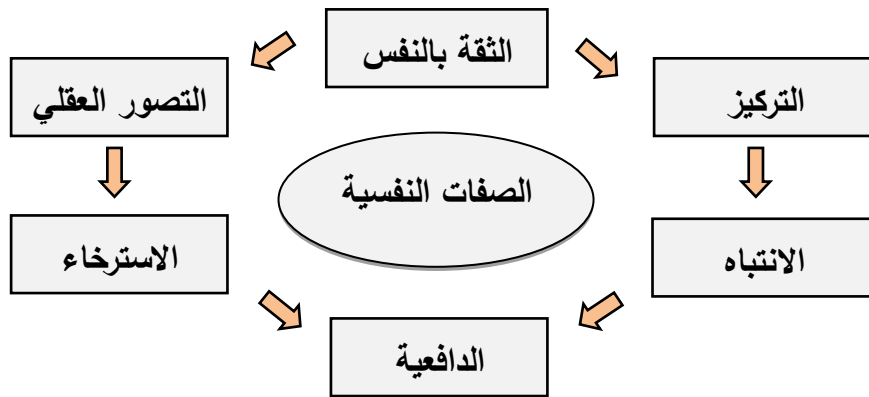 الثقة بالنفس
التركيز
التصور العقلي
الصفات النفسية
الانتباه
الاسترخاء
الدافعية